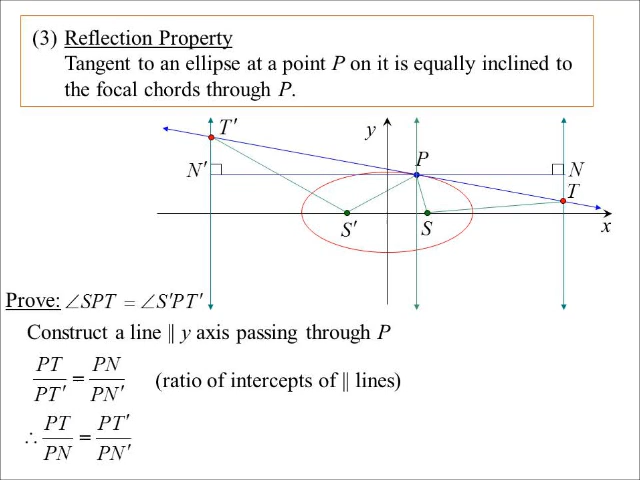 (3) Reflection Property
Tangent to an ellipse at a point P on it is equally inclined to
the focal chords through P.
T′
y
P
N′
N
T
S′
S
x
Prove: ∠SPT = ∠S′PT′
Construct a line || y axis passing through P
PT/PT′ = PN/PN′ (ratio of intercepts of || lines)
∴ PT/PN = PT′/PN′